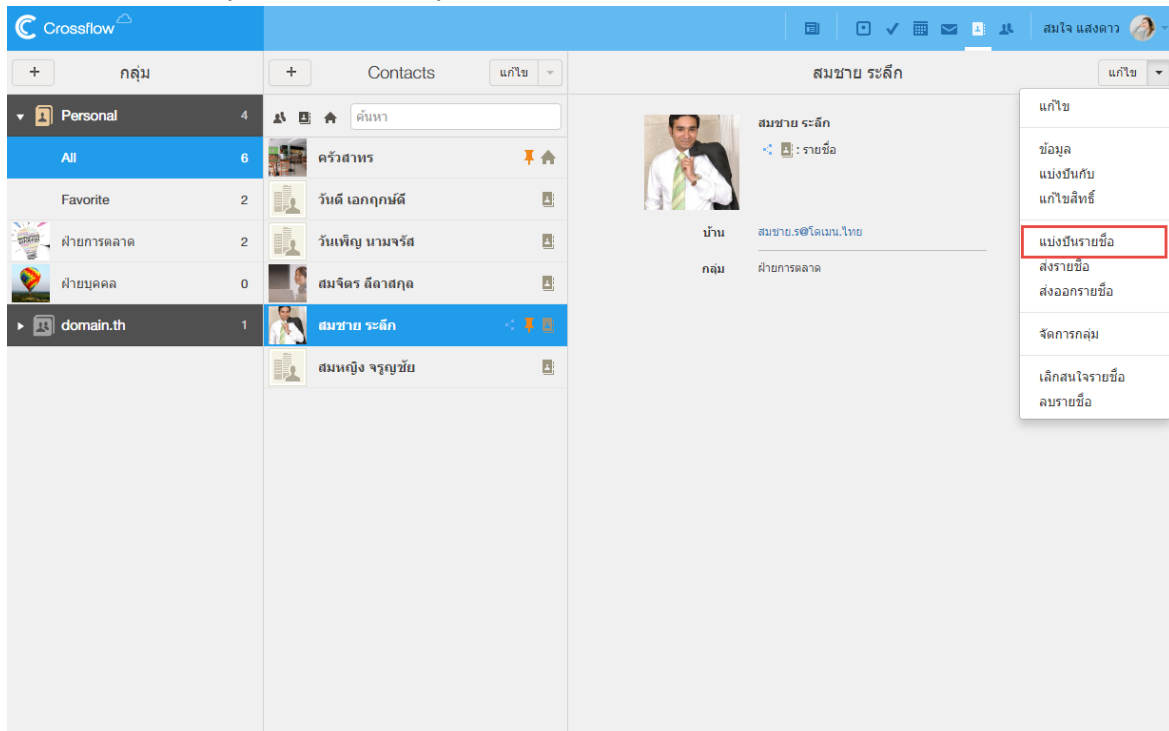 Crossflow
สมใจ แสงดาว
+ กลุ่ม
+ Contacts แก้ไข
สมชาย ระลึก แก้ไข
Personal 4
All 6
Favorite 2
ฝ่ายการตลาด 2
ฝ่ายบุคคล 0
domain.th 1
ค้นหา
ครัวสาทร
วันดี เอกฤกษ์ดี
วันเพ็ญ นามจรัส
สมจิตร ลีลาสกุล
สมชาย ระลึก
สมหญิง จรูญชัย
สมชาย ระลึก
: รายชื่อ
บ้าน สมชาย.ร@โดเมน.ไทย
กลุ่ม ฝ่ายการตลาด
แก้ไข
ข้อมูล
แบ่งปันกับ
แก้ไขสิทธิ์
แบ่งปันรายชื่อ
ส่งรายชื่อ
ส่งออกรายชื่อ
จัดการกลุ่ม
เลิกสนใจรายชื่อ
ลบรายชื่อ